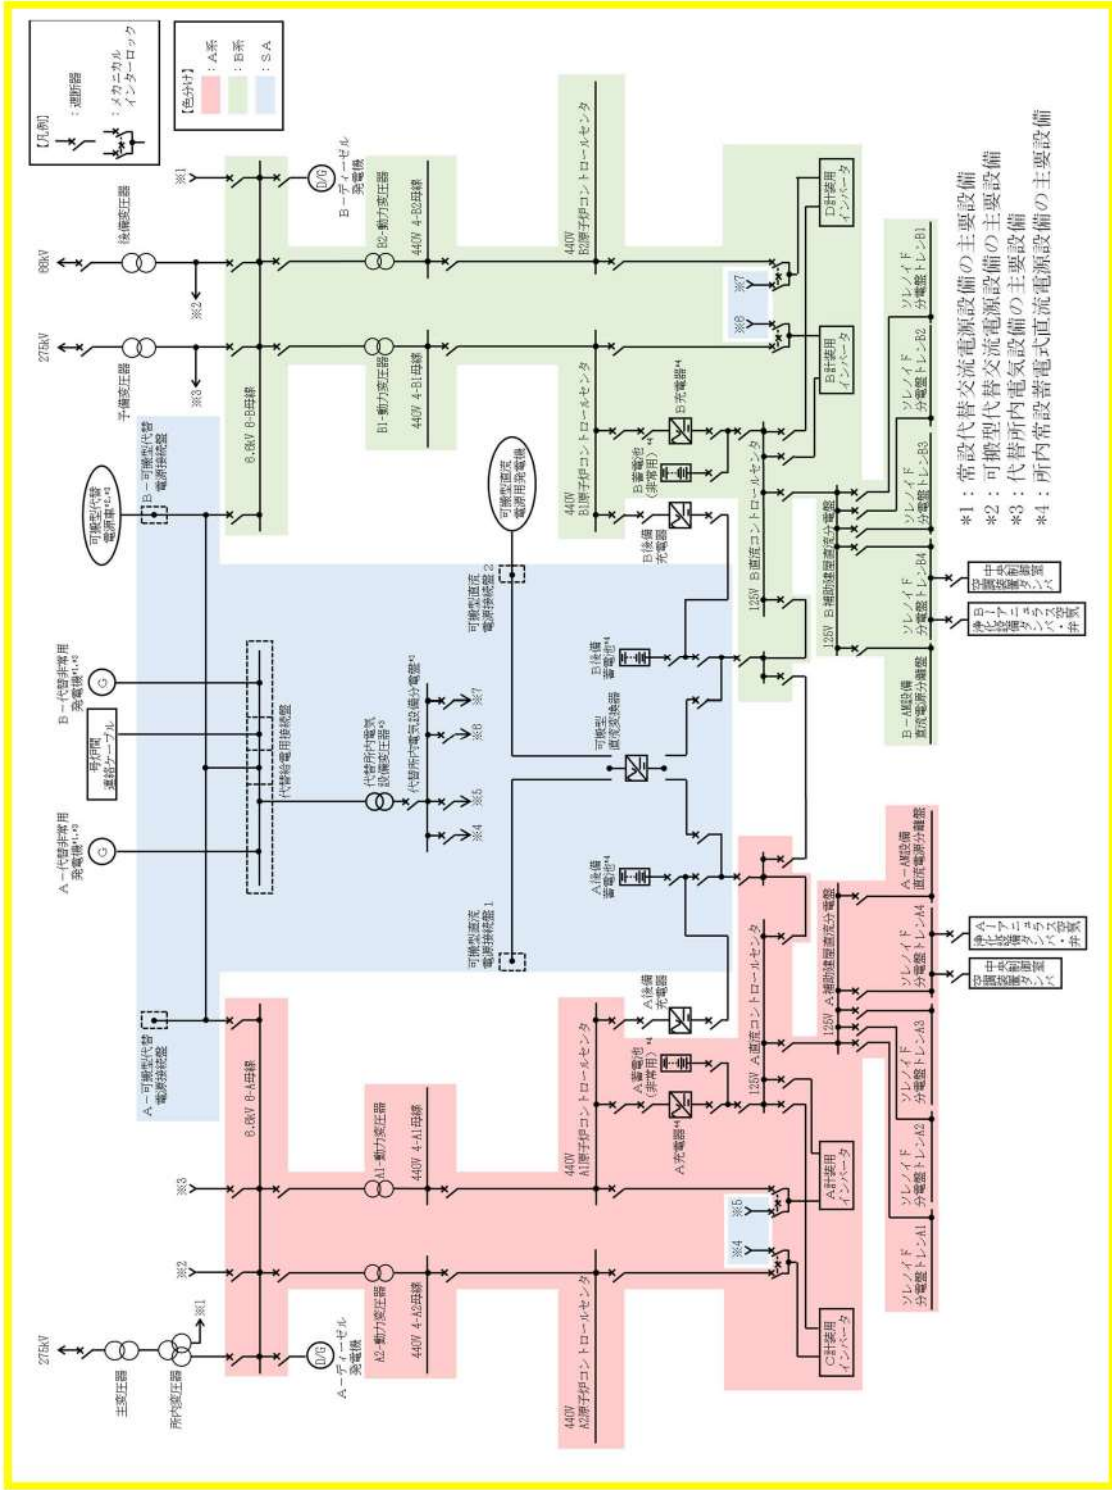 【凡例】
：遮断器
：メカニカル
インターロック
【色分け】
：A系
：B系
：SA
275kV
主変圧器
所内変圧器
※1
※2
※3
A－可搬型代替
電源接続盤
A－代替非常用
発電機*1,*3
号炉間
連絡ケーブル
B－代替非常用
発電機*1,*3
可搬型代替
電源車*2,*3
B－可搬型代替
電源接続盤
275kV
予備変圧器
※3
66kV
後備変圧器
※2
※1
6.6kV 6-A母線
代替給電用接続盤
6.6kV 6-B母線
D/G
A－ディーゼル
発電機
D/G
B－ディーゼル
発電機
G
G
A2-動力変圧器
A1-動力変圧器
代替所内電気
設備変圧器*3
B1-動力変圧器
B2-動力変圧器
440V 4-A2母線
440V 4-A1母線
代替所内電気設備分電盤*3
440V 4-B1母線
440V 4-B2母線
※4
※5
※6
※7
可搬型直流
電源接続盤1
可搬型直流
電源接続盤2
可搬型直流
電源用発電機
440V
A2原子炉コントロールセンタ
440V
A1原子炉コントロールセンタ
440V
B1原子炉コントロールセンタ
440V
B2原子炉コントロールセンタ
A充電器*4
A蓄電池
(非常用)*4
A後備
充電器
A後備
蓄電池*4
可搬型
直流変換器
B後備
蓄電池*4
B後備
充電器
B蓄電池
(非常用)*4
B充電器*4
※4
※5
※6
※7
125V A直流コントロールセンタ
125V B直流コントロールセンタ
C計装用
インバータ
A計装用
インバータ
B計装用
インバータ
D計装用
インバータ
125V A補助建屋直流分電盤
125V B補助建屋直流分電盤
ソレノイド
分電盤トレンA1
ソレノイド
分電盤トレンA2
ソレノイド
分電盤トレンA3
ソレノイド
分電盤トレンA4
A－AM設備
直流電源分離盤
B－AM設備
直流電源分離盤
ソレノイド
分電盤トレンB4
ソレノイド
分電盤トレンB3
ソレノイド
分電盤トレンB2
ソレノイド
分電盤トレンB1
中央制御室
空調装置ダンパ
A－アニュラス空気
浄化設備ダンパ・弁
B－アニュラス空気
浄化設備ダンパ・弁
中央制御室
空調装置ダンパ
*1：常設代替交流電源設備の主要設備
*2：可搬型代替交流電源設備の主要設備
*3：代替所内電気設備の主要設備
*4：所内常設蓄電式直流電源設備の主要設備